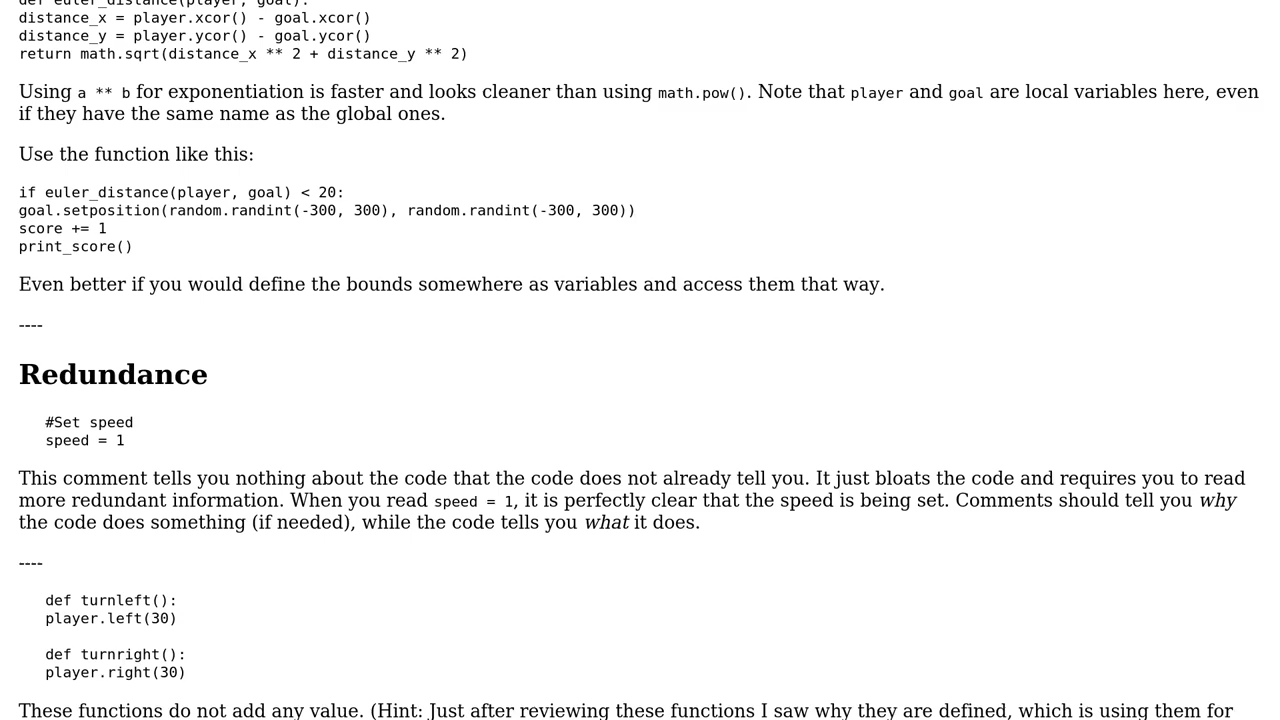 def euler_distance(player, goal):
distance_x = player.xcor() - goal.xcor()
distance_y = player.ycor() - goal.ycor()
return math.sqrt(distance_x ** 2 + distance_y ** 2)
Using a ** b for exponentiation is faster and looks cleaner than using math.pow(). Note that player and goal are local variables here, even
if they have the same name as the global ones.
Use the function like this:
if euler_distance(player, goal) < 20:
goal.setposition(random.randint(-300, 300), random.randint(-300, 300))
score += 1
print_score()
Even better if you would define the bounds somewhere as variables and access them that way.
----
Redundance
#Set speed
speed = 1
This comment tells you nothing about the code that the code does not already tell you. It just bloats the code and requires you to read
more redundant information. When you read speed = 1, it is perfectly clear that the speed is being set. Comments should tell you why
the code does something (if needed), while the code tells you what it does.
----
def turnleft():
player.left(30)
def turnright():
player.right(30)
These functions do not add any value. (Hint: Just after reviewing these functions I saw why they are defined, which is using them for